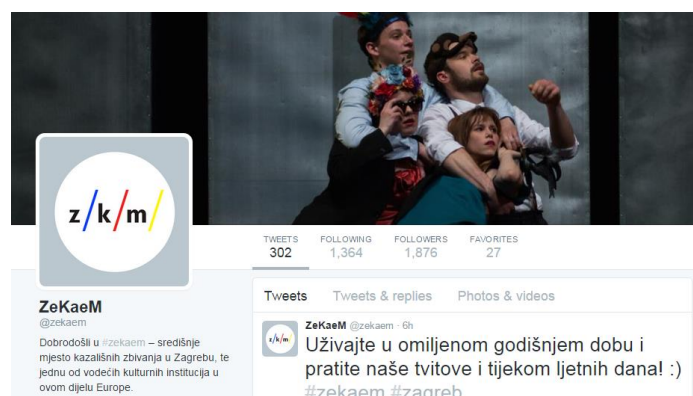 z/k/m/
TWEETS FOLLOWING FOLLOWERS FAVORITES
302 1,364 1,876 27
ZeKaeM
@zekaem
Dobrodošli u #zekaem – središnje
mjesto kazališnih zbivanja u Zagrebu, te
jednu od vodećih kulturnih institucija u
ovom dijelu Europe.
Tweets Tweets & replies Photos & videos
z/k/m/
ZeKaeM @zekaem · 6h
Uživajte u omiljenom godišnjem dobu i
pratite naše tvitove i tijekom ljetnih dana! :)
#zekaem #zagreb